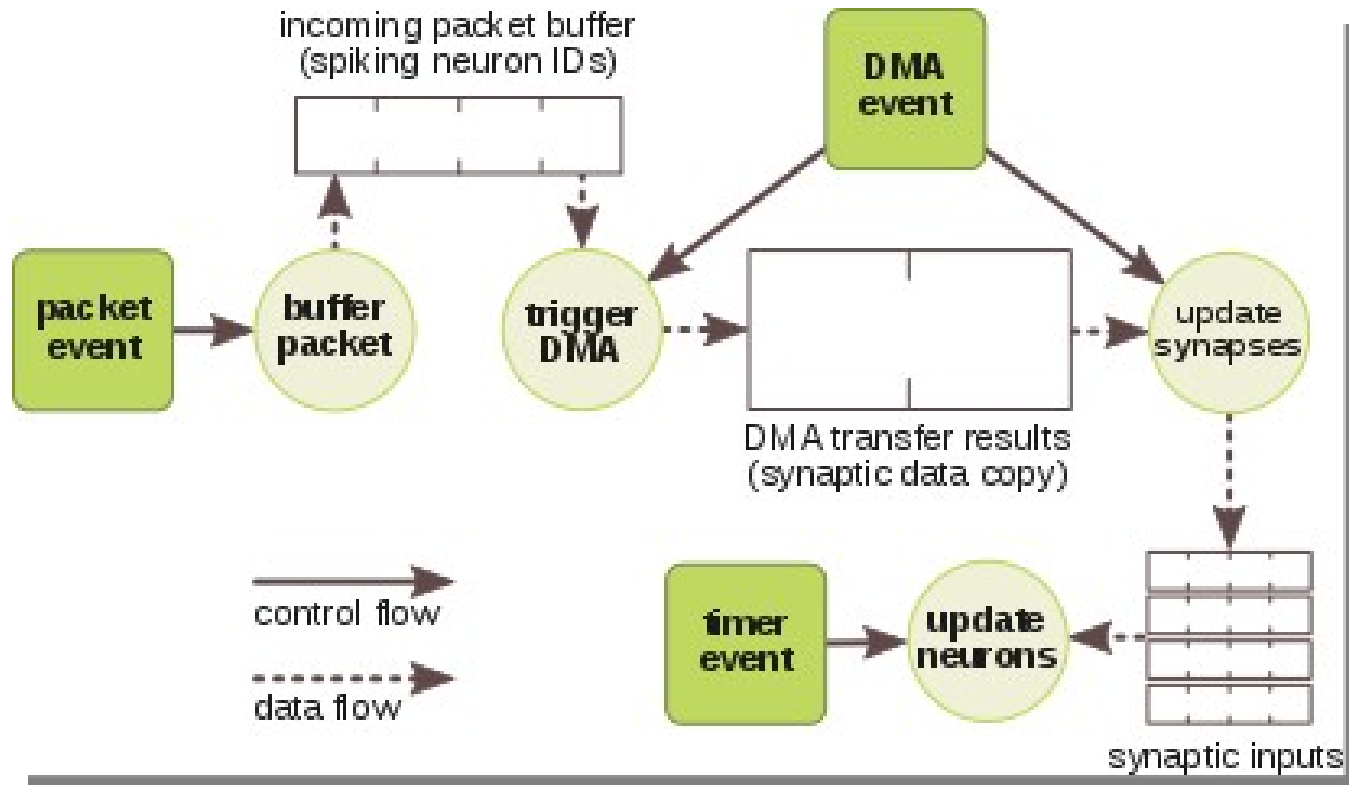 incoming packet buffer
(spiking neuron IDs)
DMA
event
packet
event
buffer
packet
trigger
DMA
update
synapses
DMA transfer results
(synaptic data copy)
control flow
data flow
timer
event
update
neurons
synaptic inputs